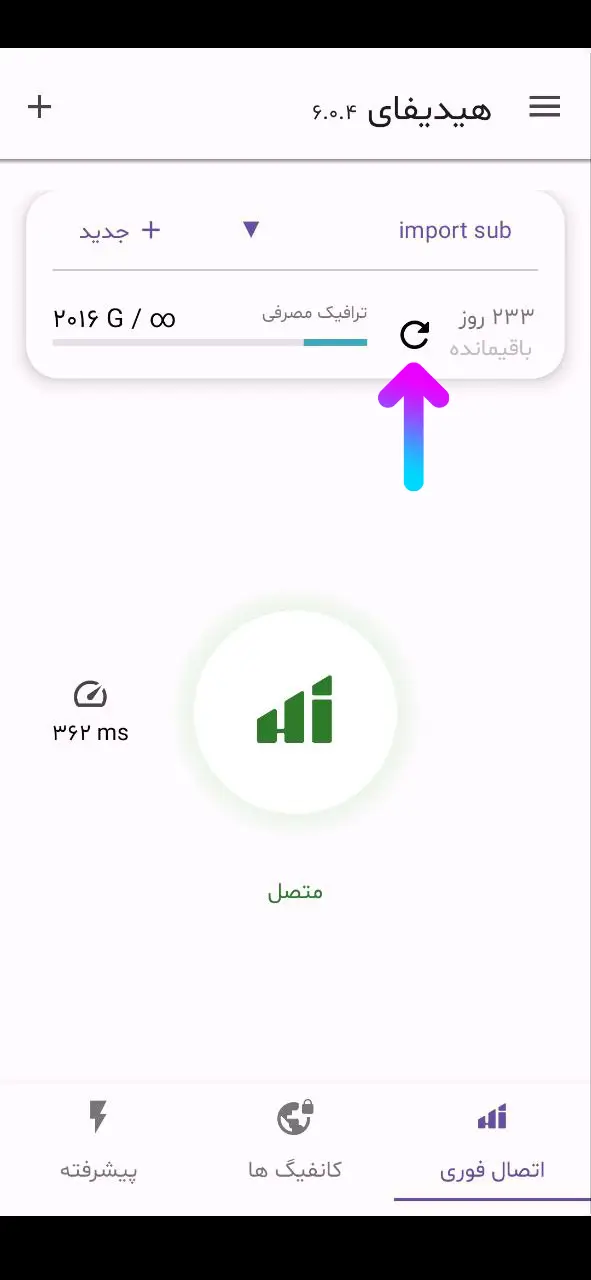 هیدیفای ۶.۰.۴
import sub
+ جدید
۲۳۳ روز
باقیمانده
ترافیک مصرفی
۲۰۱۶ G / ∞
۳۶۲ ms
متصل
اتصال فوری
کانفیگ ها
پیشرفته